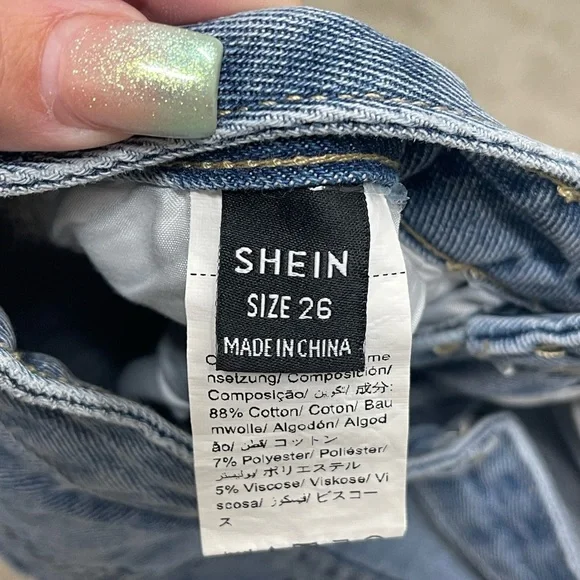 SHEIN
SIZE 26
MADE IN CHINA
nsetzung/ Composición/
Composição/ تكوين/ 成分:
88% Cotton/ Coton/ Bau
mwolle/ Algodón/ Algod
ão/ قطن/ コットン
7% Polyester/ Poliéster/
بوليستر/ ポリエステル
5% Viscose/ Viskose/ Vi
scosa/ فيسكوز/ ビスコー
ス